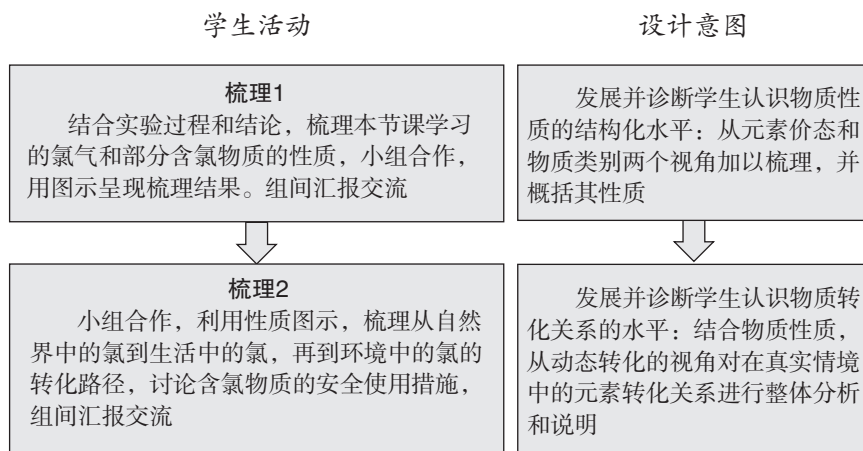 学生活动
设计意图
梳理1
结合实验过程和结论，梳理本节课学习
的氯气和部分含氯物质的性质，小组合作，
用图示呈现梳理结果。组间汇报交流
发展并诊断学生认识物质性
质的结构化水平：从元素价态和
物质类别两个视角加以梳理，并
概括其性质
梳理2
小组合作，利用性质图示，梳理从自然
界中的氯到生活中的氯，再到环境中的氯的
转化路径，讨论含氯物质的安全使用措施，
组间汇报交流
发展并诊断学生认识物质转
化关系的水平：结合物质性质，
从动态转化的视角对在真实情境
中的元素转化关系进行整体分析
和说明